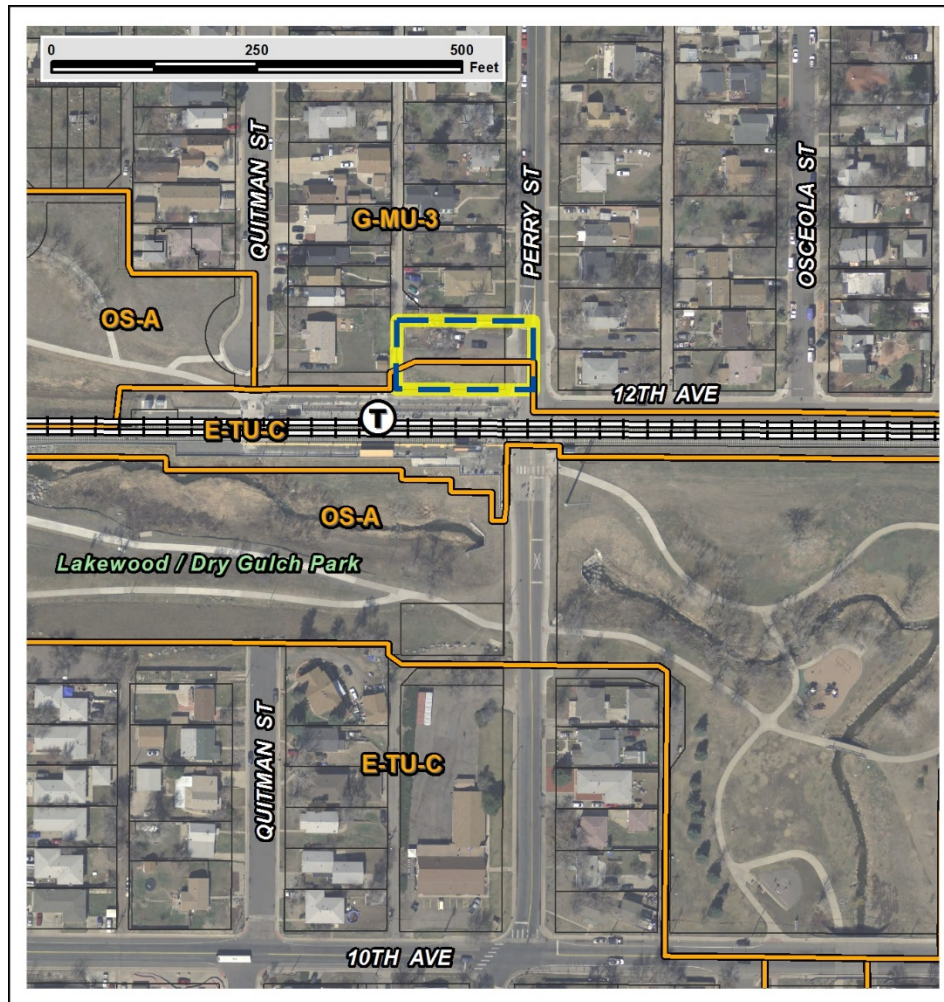 0 250 500
Feet
QUITMAN ST
G-MU-3
PERRY ST
OSCEOLA ST
OS-A
12TH AVE
T
E-TU-C
OS-A
Lakewood / Dry Gulch Park
QUITMAN ST
E-TU-C
10TH AVE